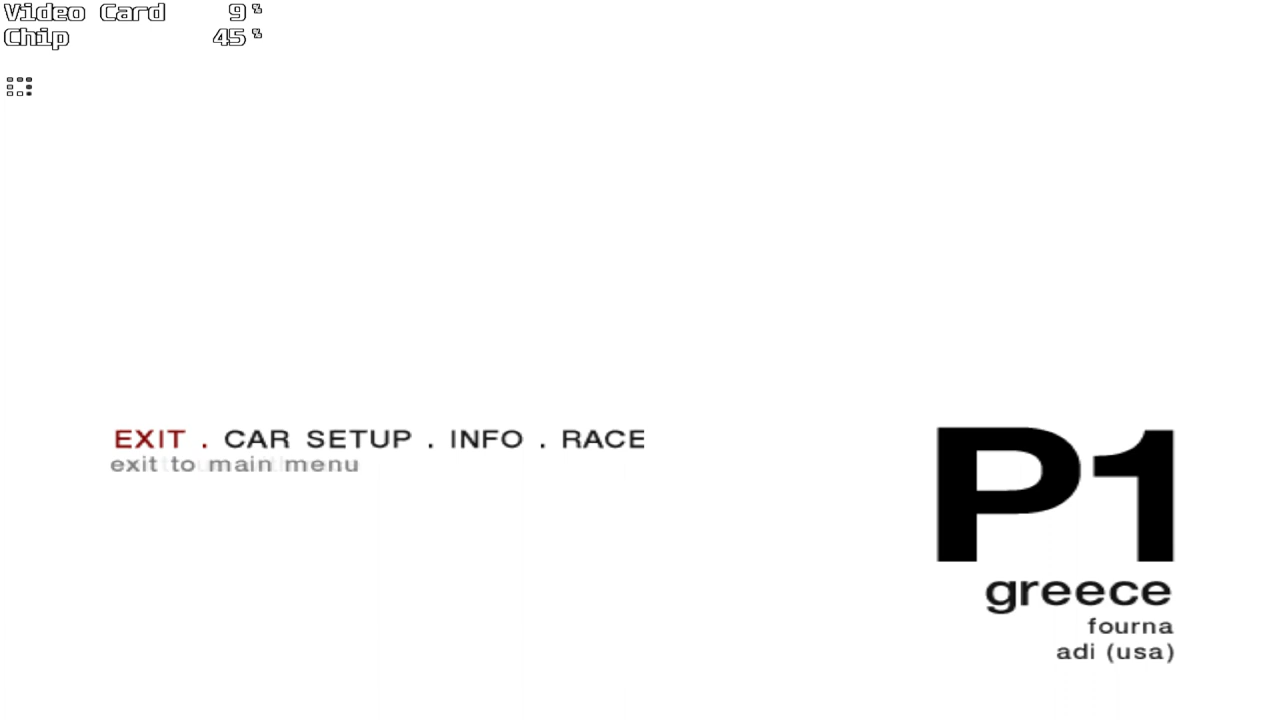 Video Card 9 %
Chip 45 %
EXIT . CAR SETUP . INFO . RACE
exit to main menu
P1
greece
fourna
adi (usa)